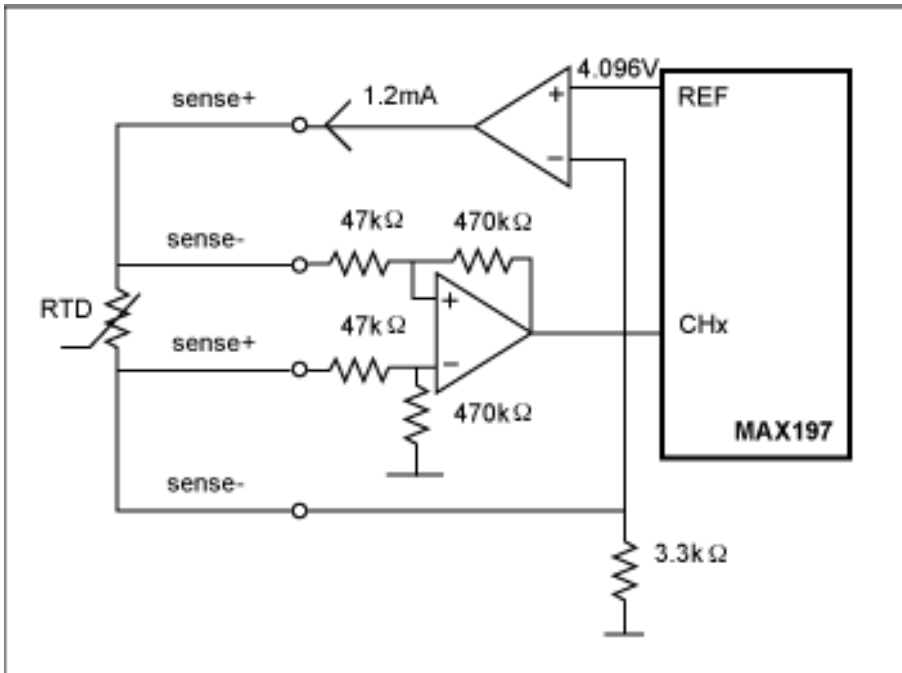 4.096V
sense+
1.2mA
+
REF
−
47kΩ
470kΩ
sense-
RTD
+
47kΩ
CHx
sense+
−
470kΩ
MAX197
sense-
3.3kΩ